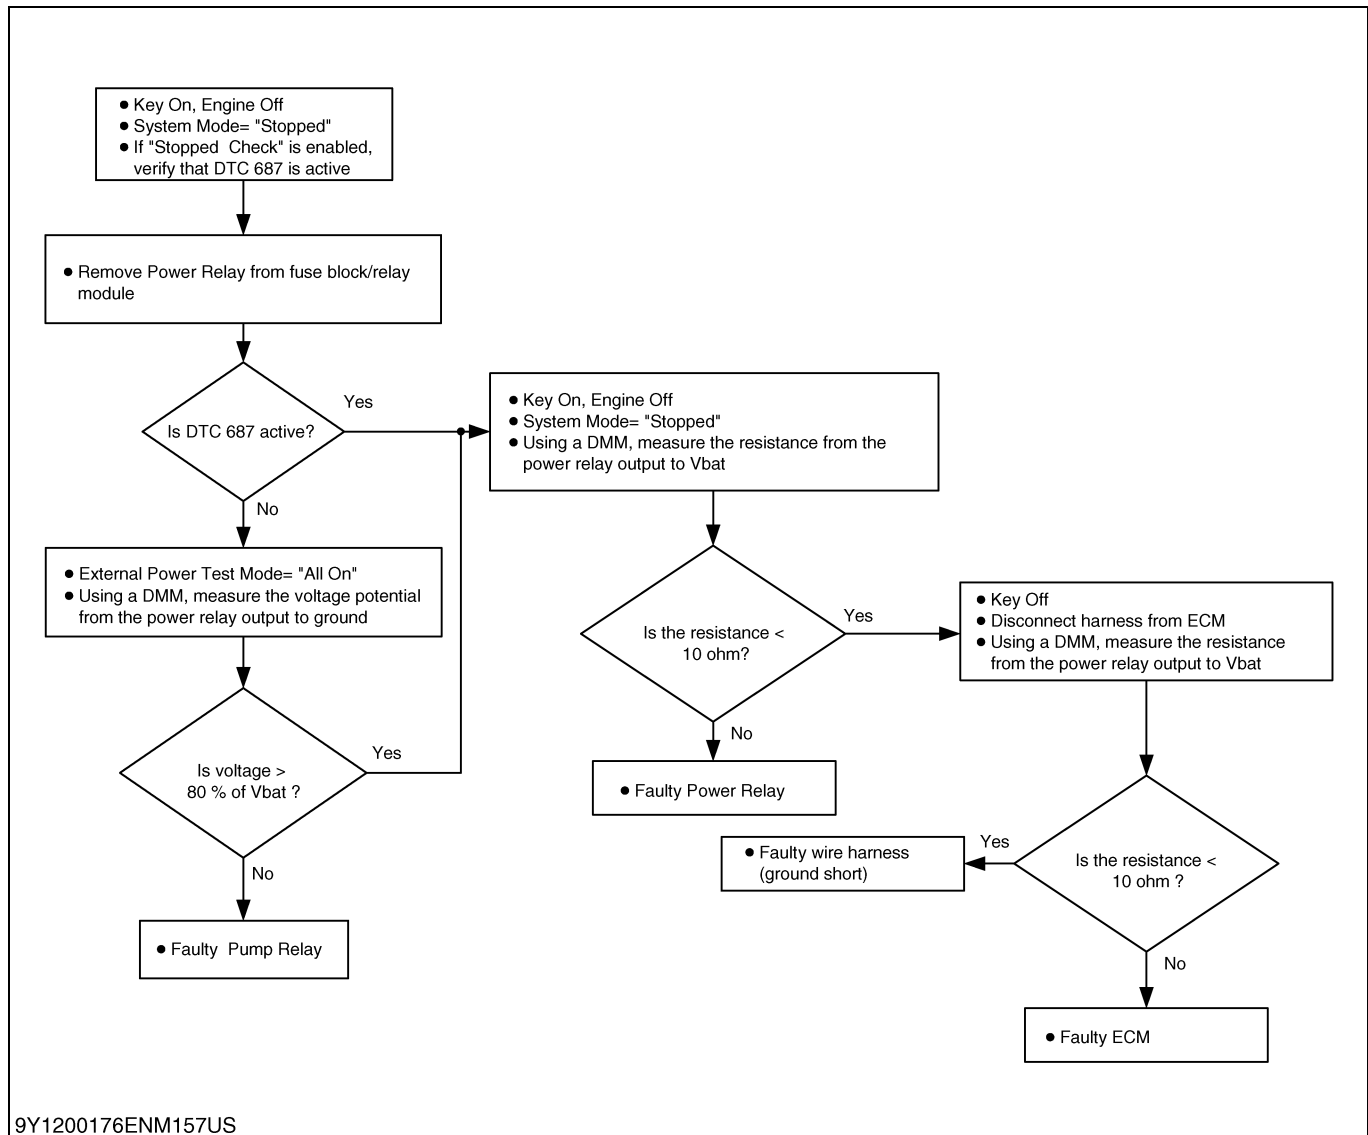 ● Key On, Engine Off
● System Mode= "Stopped"
● If "Stopped Check" is enabled,
verify that DTC 687 is active
● Remove Power Relay from fuse block/relay
module
Is DTC 687 active?
Yes
No
● External Power Test Mode= "All On"
● Using a DMM, measure the voltage potential
from the power relay output to ground
Is voltage >
80 % of Vbat ?
Yes
No
● Faulty Pump Relay
● Key On, Engine Off
● System Mode= "Stopped"
● Using a DMM, measure the resistance from the
power relay output to Vbat
Is the resistance <
10 ohm?
Yes
No
● Faulty Power Relay
● Key Off
● Disconnect harness from ECM
● Using a DMM, measure the resistance
from the power relay output to Vbat
Is the resistance <
10 ohm ?
Yes
● Faulty wire harness
(ground short)
No
● Faulty ECM
9Y1200176ENM157US